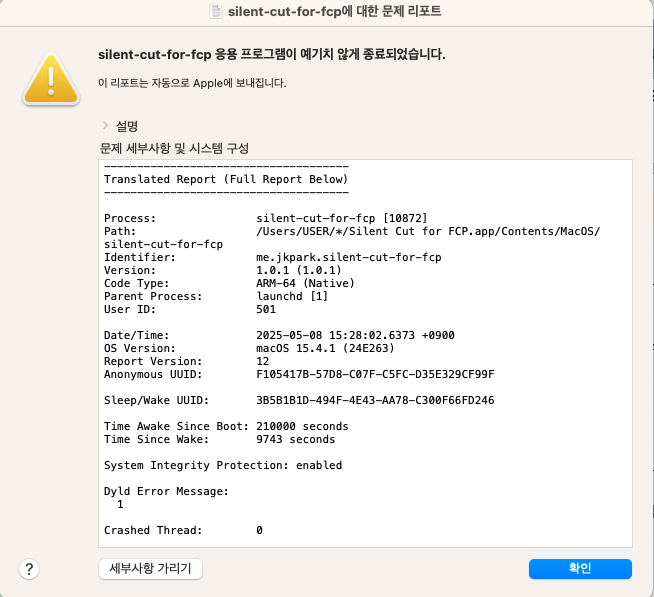 silent-cut-for-fcp에 대한 문제 리포트
silent-cut-for-fcp 응용 프로그램이 예기치 않게 종료되었습니다.
이 리포트는 자동으로 Apple에 보내집니다.
설명
문제 세부사항 및 시스템 구성
-------------------------------------
Translated Report (Full Report Below)
-------------------------------------
Process: silent-cut-for-fcp [10872]
Path: /Users/USER/*/Silent Cut for FCP.app/Contents/MacOS/
silent-cut-for-fcp
Identifier: me.jkpark.silent-cut-for-fcp
Version: 1.0.1 (1.0.1)
Code Type: ARM-64 (Native)
Parent Process: launchd [1]
User ID: 501
Date/Time: 2025-05-08 15:28:02.6373 +0900
OS Version: macOS 15.4.1 (24E263)
Report Version: 12
Anonymous UUID: F105417B-57D8-C07F-C5FC-D35E329CF99F
Sleep/Wake UUID: 3B5B1B1D-494F-4E43-AA78-C300F66FD246
Time Awake Since Boot: 210000 seconds
Time Since Wake: 9743 seconds
System Integrity Protection: enabled
Dyld Error Message:
1
Crashed Thread: 0
?
세부사항 가리기
확인